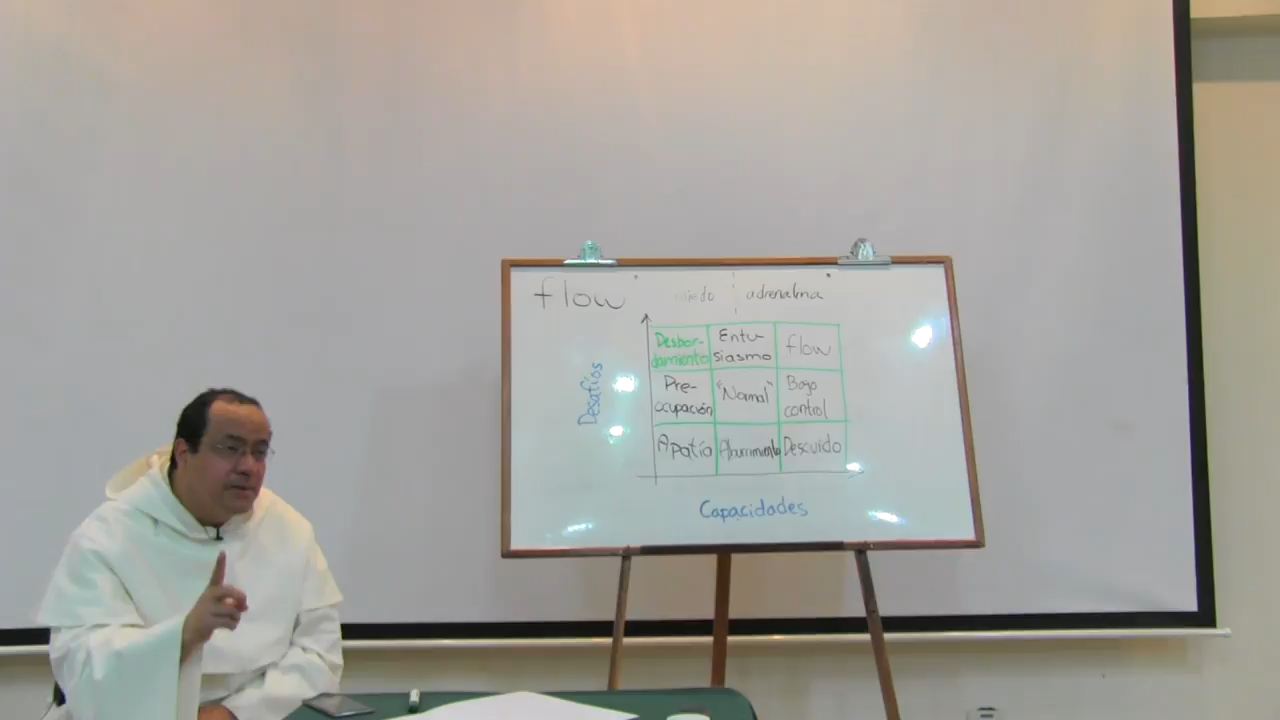 flow
miedo adrenalina
Desbor-
damiento
Entu-
siasmo
flow
Desafíos
Pre-
ocupación
"Normal"
Bajo
control
Apatía
Aburrimiento
Descuido
Capacidades